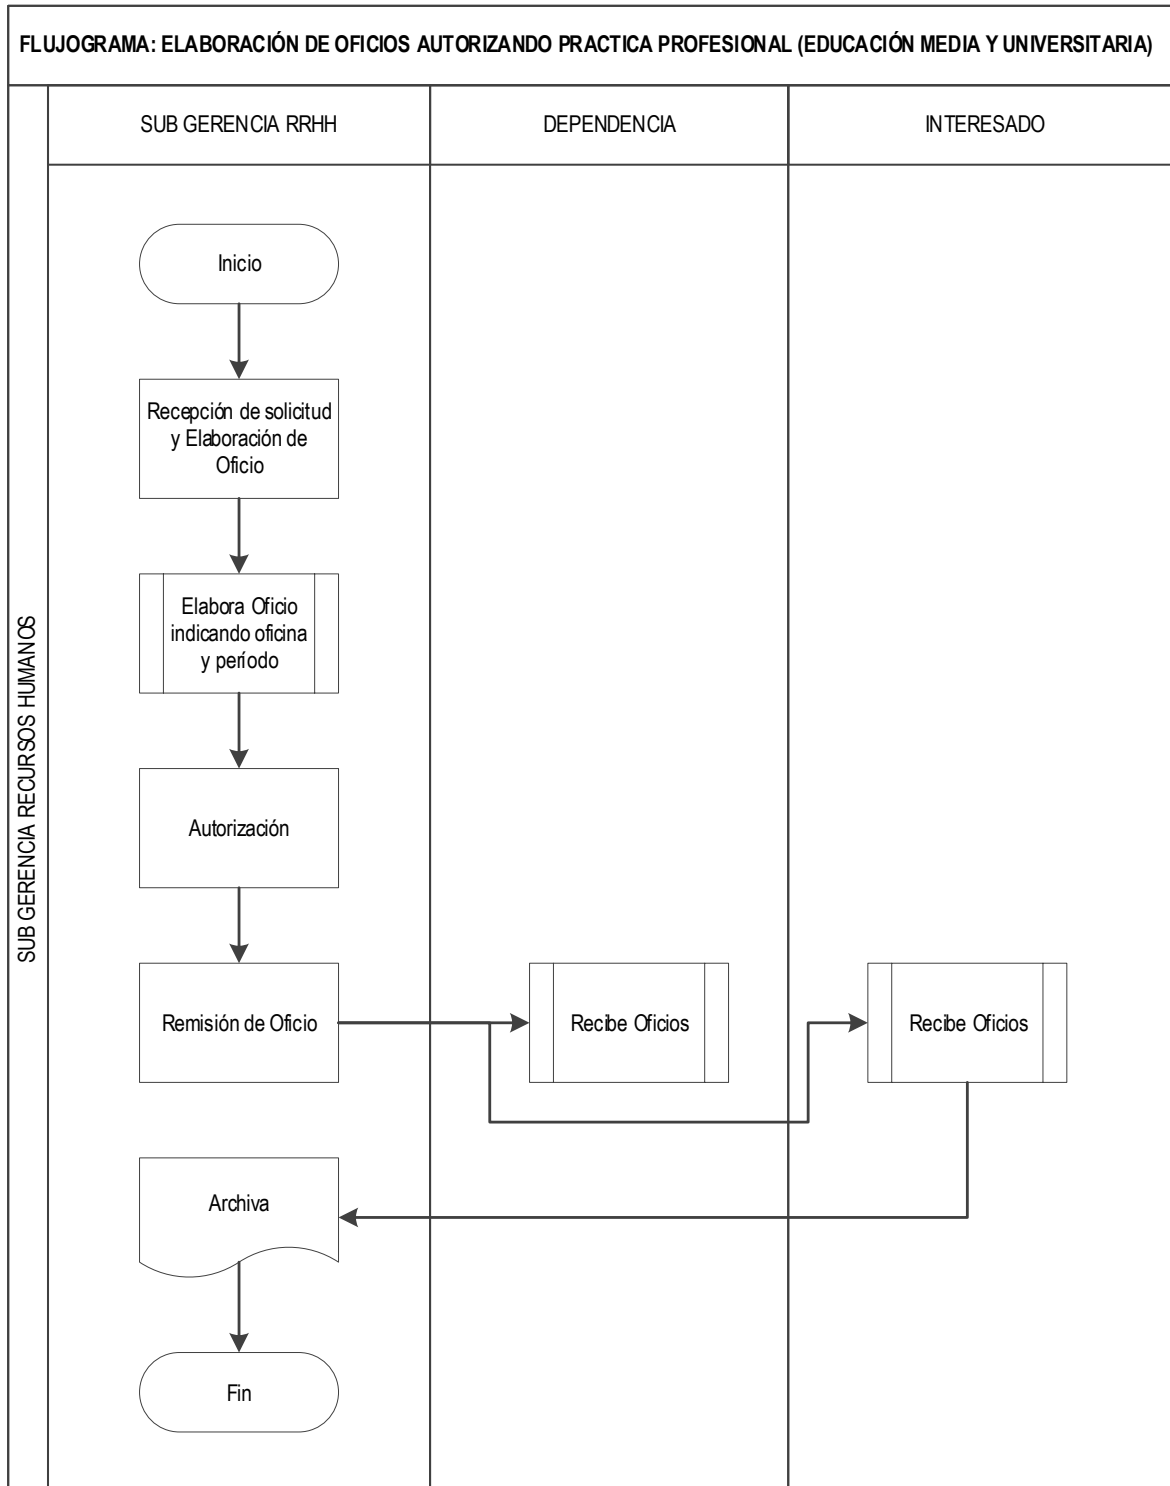 FLUJOGRAMA: ELABORACIÓN DE OFICIOS AUTORIZANDO PRACTICA PROFESIONAL (EDUCACIÓN MEDIA Y UNIVERSITARIA)
SUB GERENCIA RRHH
DEPENDENCIA
INTERESADO
SUB GERENCIA RECURSOS HUMANOS
Inicio
Recepción de solicitud
y Elaboración de
Oficio
Elabora Oficio
indicando oficina
y período
Autorización
Remisión de Oficio
Recibe Oficios
Recibe Oficios
Archiva
Fin